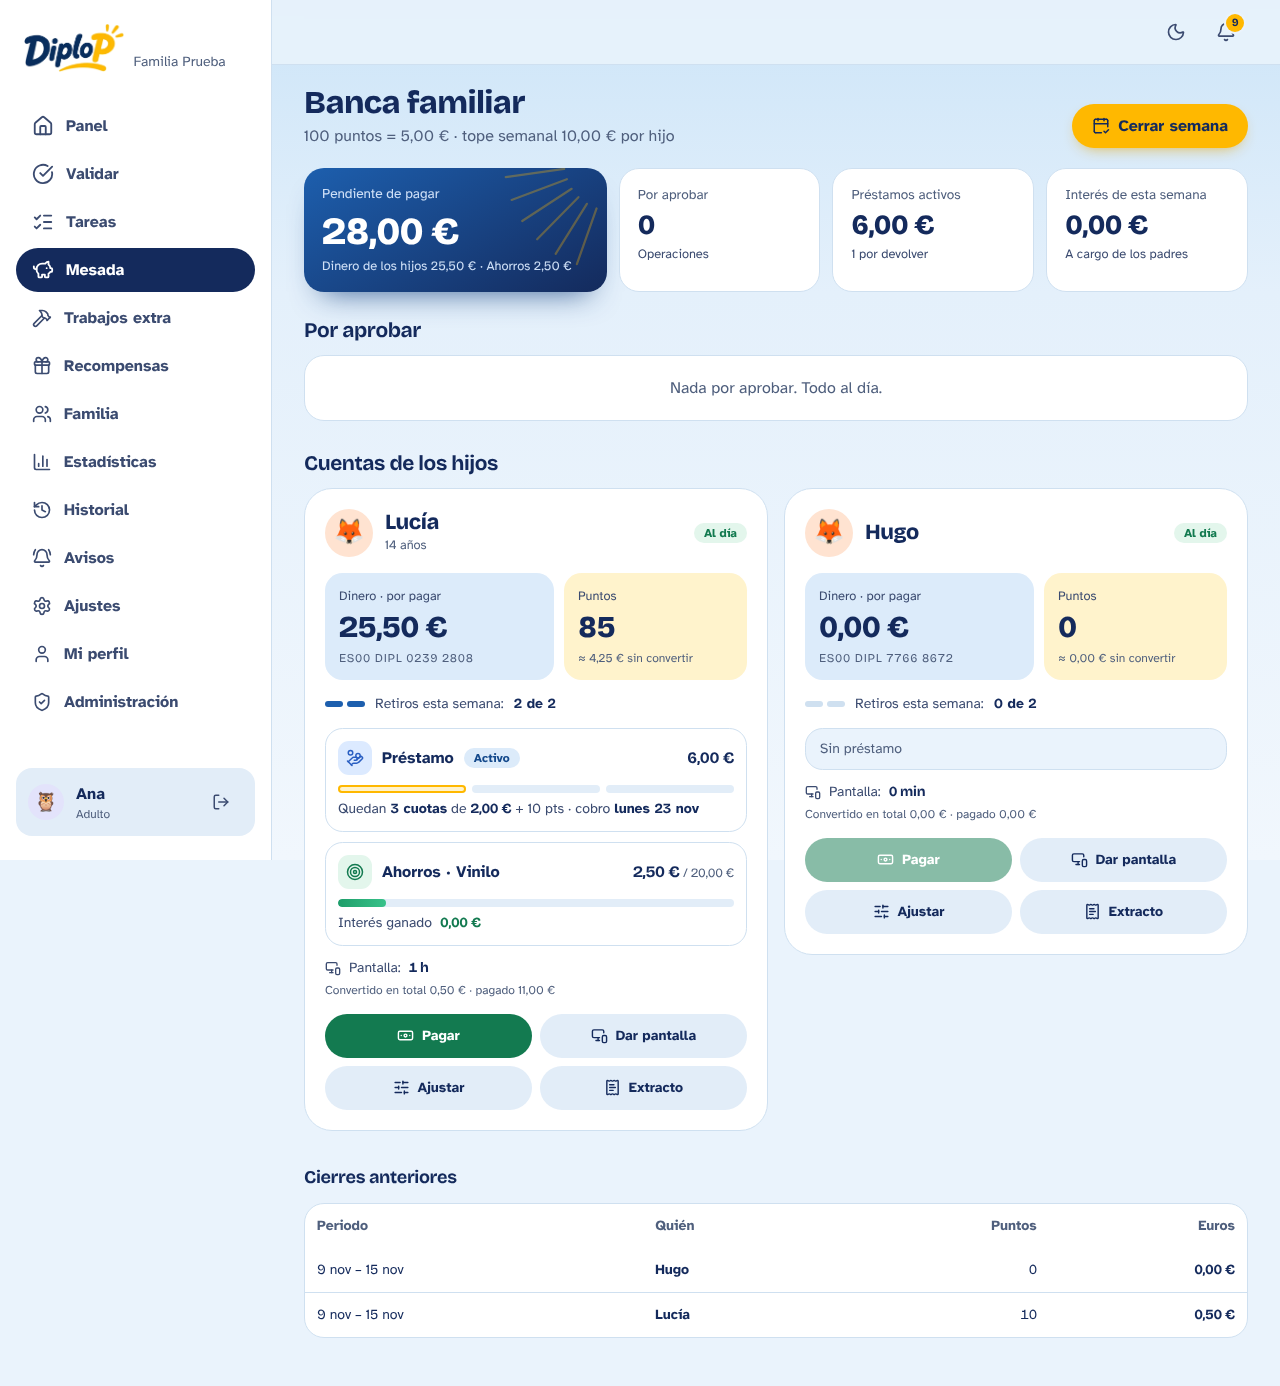 DiploP
Familia Prueba
Panel
Validar
Tareas
Mesada
Trabajos extra
Recompensas
Familia
Estadísticas
Historial
Avisos
Ajustes
Mi perfil
Administración
Ana
Adulto
9
Banca familiar
100 puntos = 5,00 € · tope semanal 10,00 € por hijo
Cerrar semana
Pendiente de pagar
28,00 €
Dinero de los hijos 25,50 € · Ahorros 2,50 €
Por aprobar
0
Operaciones
Préstamos activos
6,00 €
1 por devolver
Interés de esta semana
0,00 €
A cargo de los padres
Por aprobar
Nada por aprobar. Todo al día.
Cuentas de los hijos
Lucía
14 años
Al día
Dinero · por pagar
25,50 €
ES00 DIPL 0239 2808
Puntos
85
≈ 4,25 € sin convertir
Retiros esta semana: 2 de 2
Préstamo Activo 6,00 €
Quedan 3 cuotas de 2,00 € + 10 pts · cobro lunes 23 nov
Ahorros · Vinilo 2,50 € / 20,00 €
Interés ganado 0,00 €
Pantalla: 1 h
Convertido en total 0,50 € · pagado 11,00 €
Pagar
Dar pantalla
Ajustar
Extracto
Hugo
Al día
Dinero · por pagar
0,00 €
ES00 DIPL 7766 8672
Puntos
0
≈ 0,00 € sin convertir
Retiros esta semana: 0 de 2
Sin préstamo
Pantalla: 0 min
Convertido en total 0,00 € · pagado 0,00 €
Pagar
Dar pantalla
Ajustar
Extracto
Cierres anteriores
Periodo Quién Puntos Euros
9 nov – 15 nov Hugo 0 0,00 €
9 nov – 15 nov Lucía 10 0,50 €